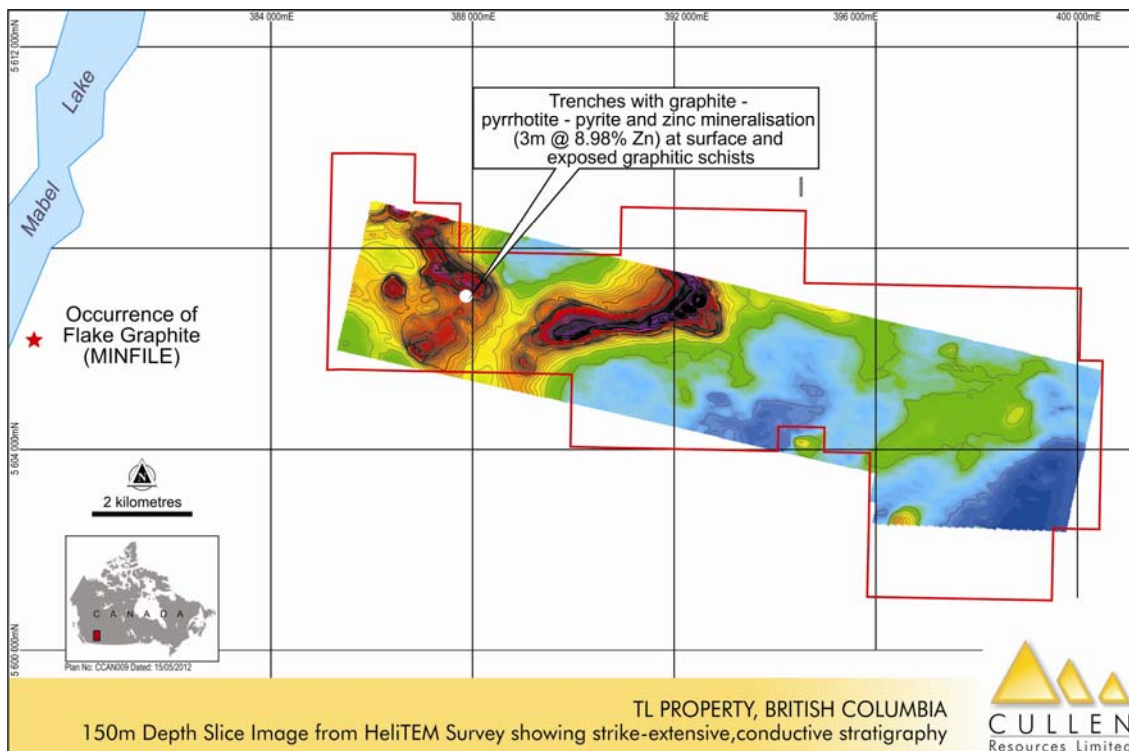 384 000mE
388 000mE
392 000mE
396 000mE
400 000mE
5 612 000mN
Lake
Mabel
Trenches with graphite -
pyrrhotite - pyrite and zinc mineralisation
(3m @ 8.98% Zn) at surface and
exposed graphitic schists
Occurrence of
Flake Graphite
(MINFILE)
5 604 000mN
N
2 kilometres
CANADA
Plan No: CCAN009 Dated: 15/05/2012
5 600 000mN
TL PROPERTY, BRITISH COLUMBIA
150m Depth Slice Image from HeliTEM Survey showing strike-extensive,conductive stratigraphy
CULLEN
Resources Limited